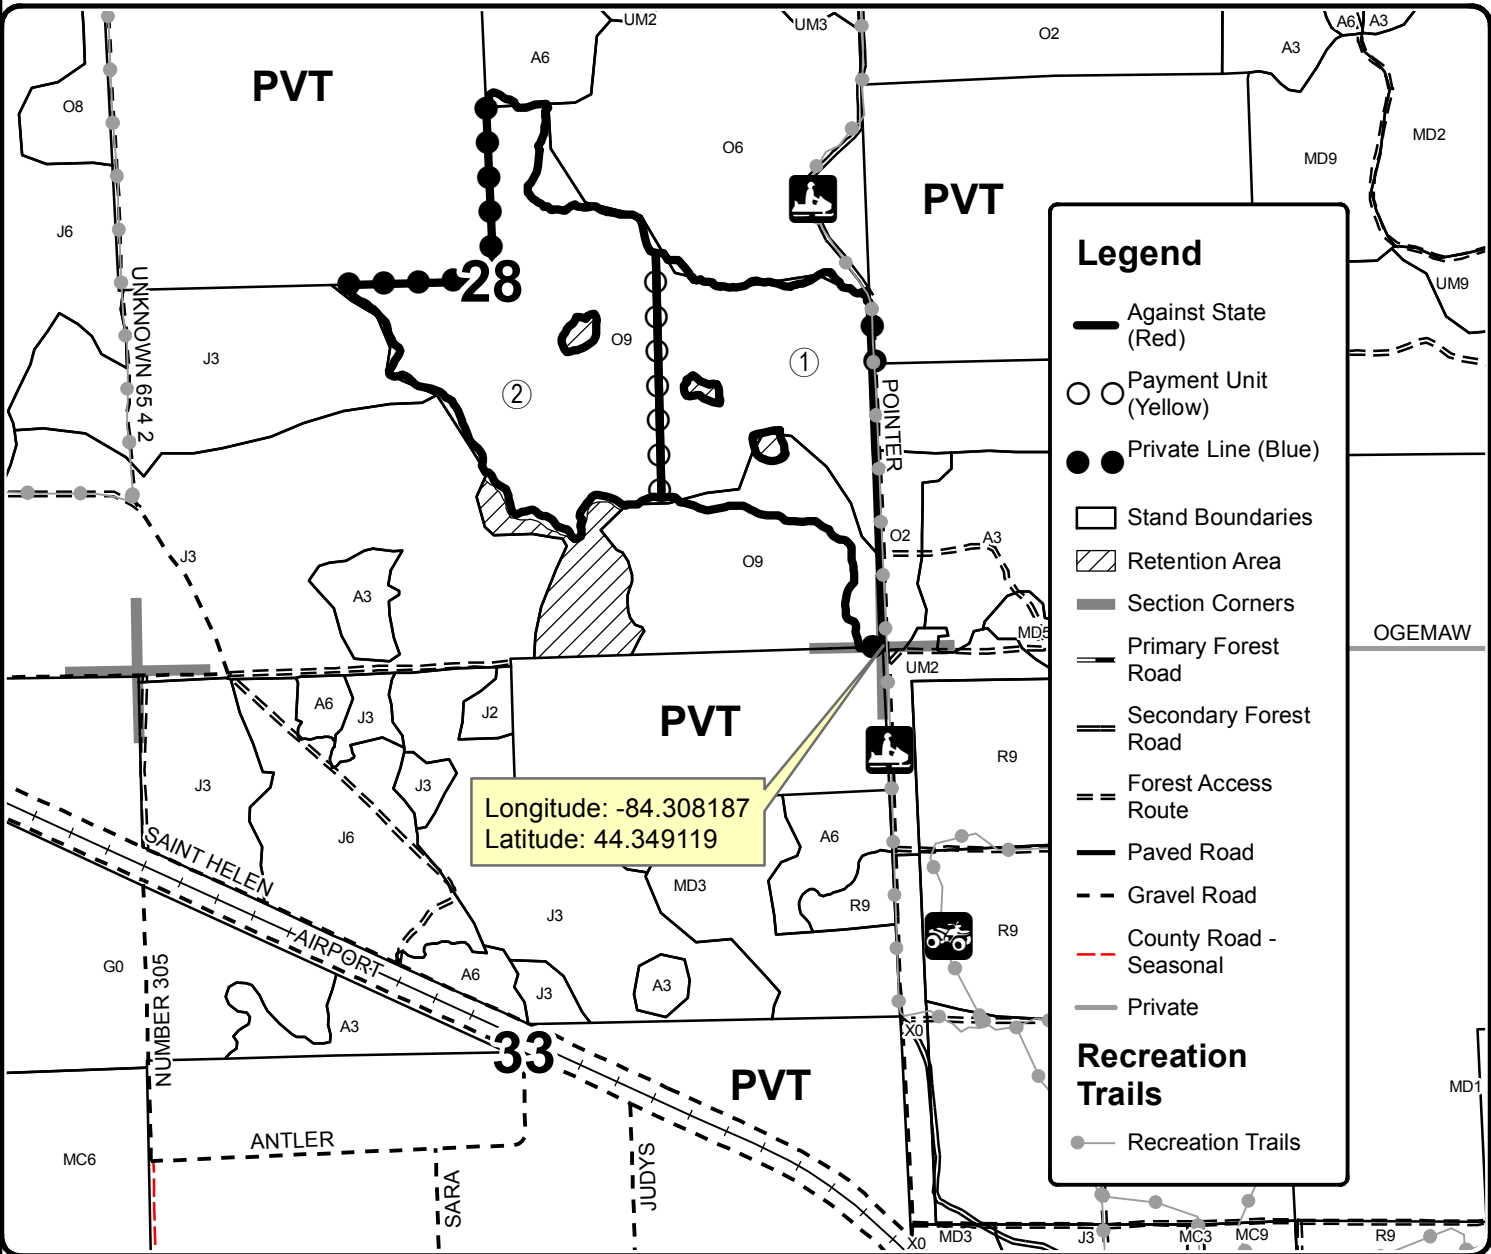 UM2
UM3
O2
A6
A3
A3
A6
PVT
O8
MD2
O6
MD9
PVT
J6
28
UNKNOWN 65 4 2
UM9
J3
O9
1
2
POINTER
J3
O2
A3
O9
A3
MD5
OGEMAW
UM2
A6
J3
J2
PVT
R9
J3
J3
Longitude: -84.308187
Latitude: 44.349119
SAINT HELEN
J6
A6
MD3
R9
J3
R9
AIRPORT
G0
NUMBER 305
A6
J3
A3
A3
X0
33
PVT
MD1
ANTLER
MC6
SARA
JUDYS
X0
MD3
J3
MC3
MC9
R9
Legend
Against State
(Red)
Payment Unit
(Yellow)
Private Line (Blue)
Stand Boundaries
Retention Area
Section Corners
Primary Forest
Road
Secondary Forest
Road
Forest Access
Route
Paved Road
Gravel Road
County Road -
Seasonal
Private
Recreation
Trails
Recreation Trails